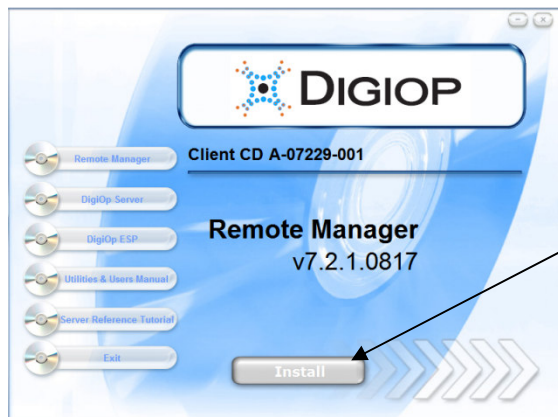 DIGIOP
Client CD A-07229-001
Remote Manager
DigiOp Server
DigiOp ESP
Utilities & Users Manual
Server Reference Tutorial
Exit
Remote Manager
v7.2.1.0817
Install